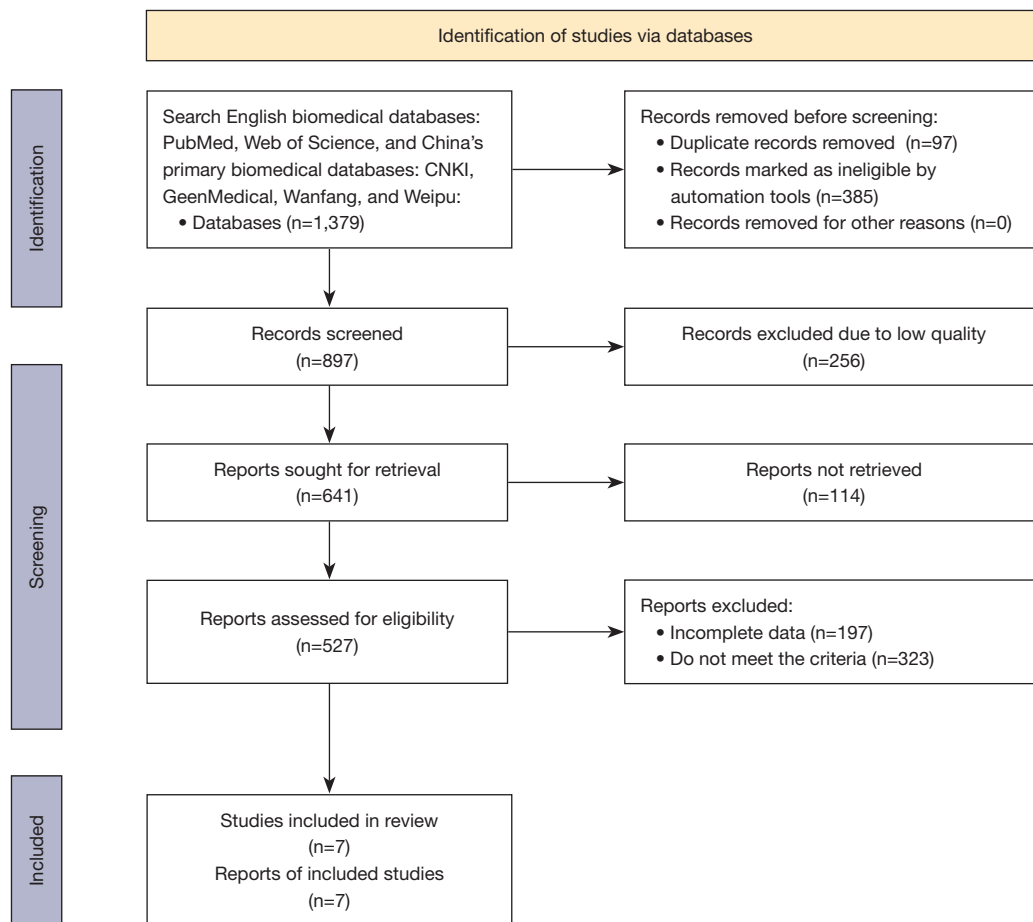 Identification of studies via databases
Identification
Search English biomedical databases:
PubMed, Web of Science, and China's
primary biomedical databases: CNKI,
GeenMedical, Wanfang, and Weipu:
• Databases (n=1,379)
Records removed before screening:
• Duplicate records removed (n=97)
• Records marked as ineligible by
automation tools (n=385)
• Records removed for other reasons (n=0)
Records screened
(n=897)
Records excluded due to low quality
(n=256)
Screening
Reports sought for retrieval
(n=641)
Reports not retrieved
(n=114)
Reports assessed for eligibility
(n=527)
Reports excluded:
• Incomplete data (n=197)
• Do not meet the criteria (n=323)
Included
Studies included in review
(n=7)
Reports of included studies
(n=7)